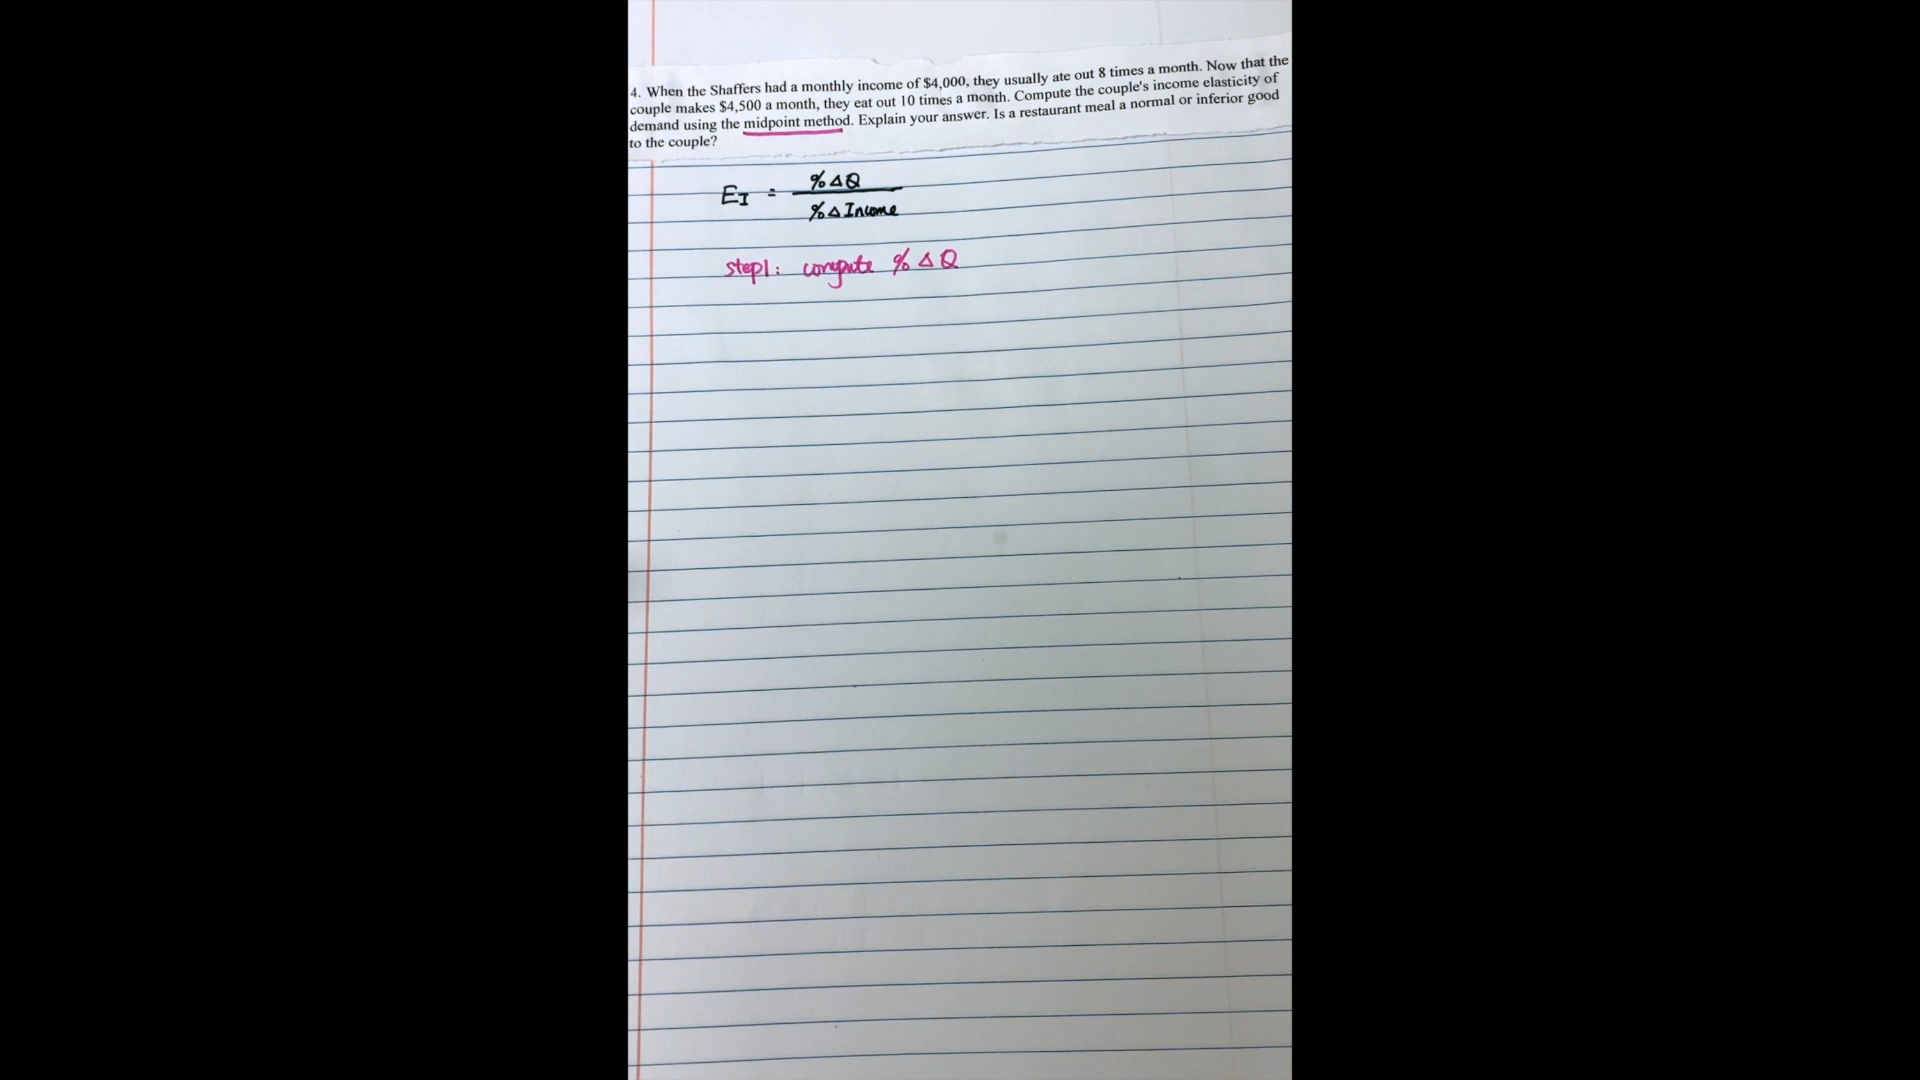 4. When the Shaffers had a monthly income of $4,000, they usually ate out 8 times a month. Now that the
couple makes $4,500 a month, they eat out 10 times a month. Compute the couple's income elasticity of
demand using the midpoint method. Explain your answer. Is a restaurant meal a normal or inferior good
to the couple?
EI = %ΔQ
%ΔIncome
step1: compute %ΔQ